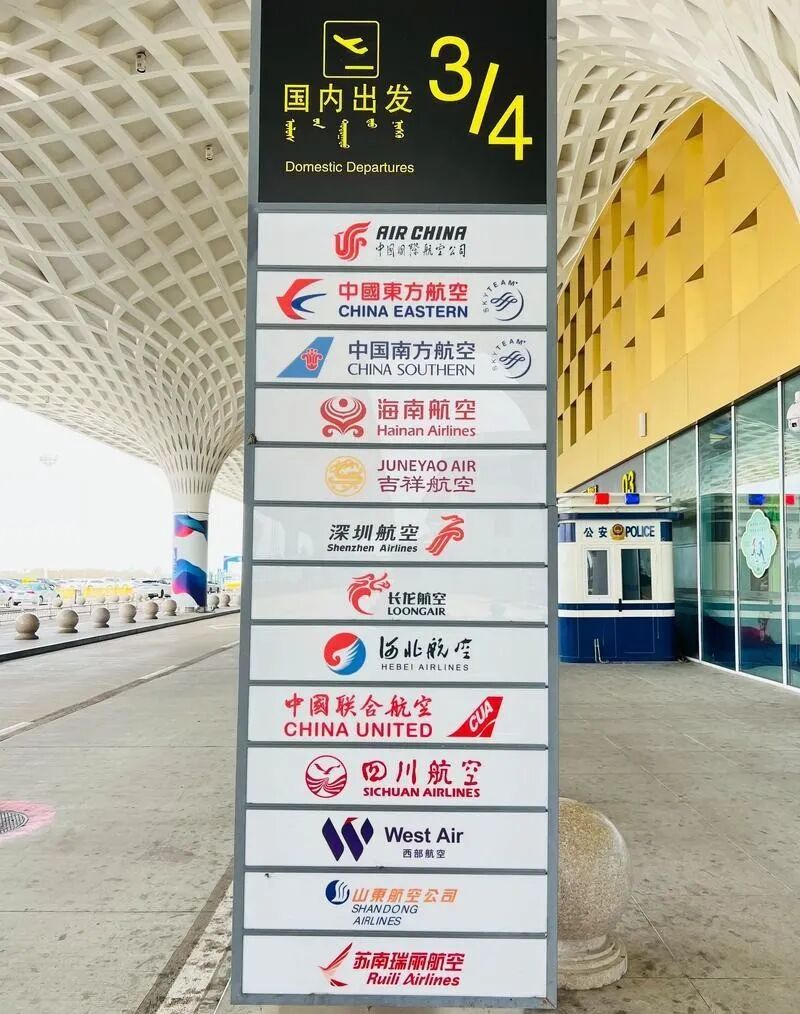 国内出发
3/4
Domestic Departures
AIR CHINA
中国国际航空公司
中國東方航空
CHINA EASTERN
SKYTEAM
中国南方航空
CHINA SOUTHERN
SKYTEAM
海南航空
Hainan Airlines
JUNEYAO AIR
吉祥航空
深圳航空
Shenzhen Airlines
长龙航空
LOONGAIR
河北航空
HEBEI AIRLINES
中國联合航空
CHINA UNITED
CUA
四川航空
SICHUAN AIRLINES
West Air
西部航空
山東航空公司
SHANDONG
AIRLINES
苏南瑞丽航空
Ruili Airlines
03
公安 POLICE